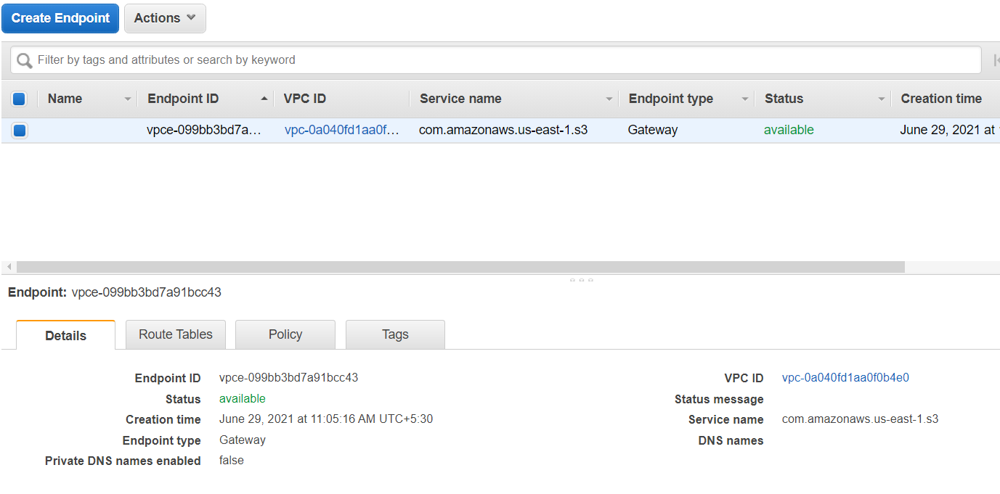 Create Endpoint Actions
Filter by tags and attributes or search by keyword
Name Endpoint ID VPC ID Service name Endpoint type Status Creation time
vpce-099bb3bd7a… vpc-0a040fd1aa0f… com.amazonaws.us-east-1.s3 Gateway available June 29, 2021 at
Endpoint: vpce-099bb3bd7a91bcc43
Details Route Tables Policy Tags
Endpoint ID vpce-099bb3bd7a91bcc43 VPC ID vpc-0a040fd1aa0f0b4e0
Status available Status message
Creation time June 29, 2021 at 11:05:16 AM UTC+5:30 Service name com.amazonaws.us-east-1.s3
Endpoint type Gateway DNS names
Private DNS names enabled false